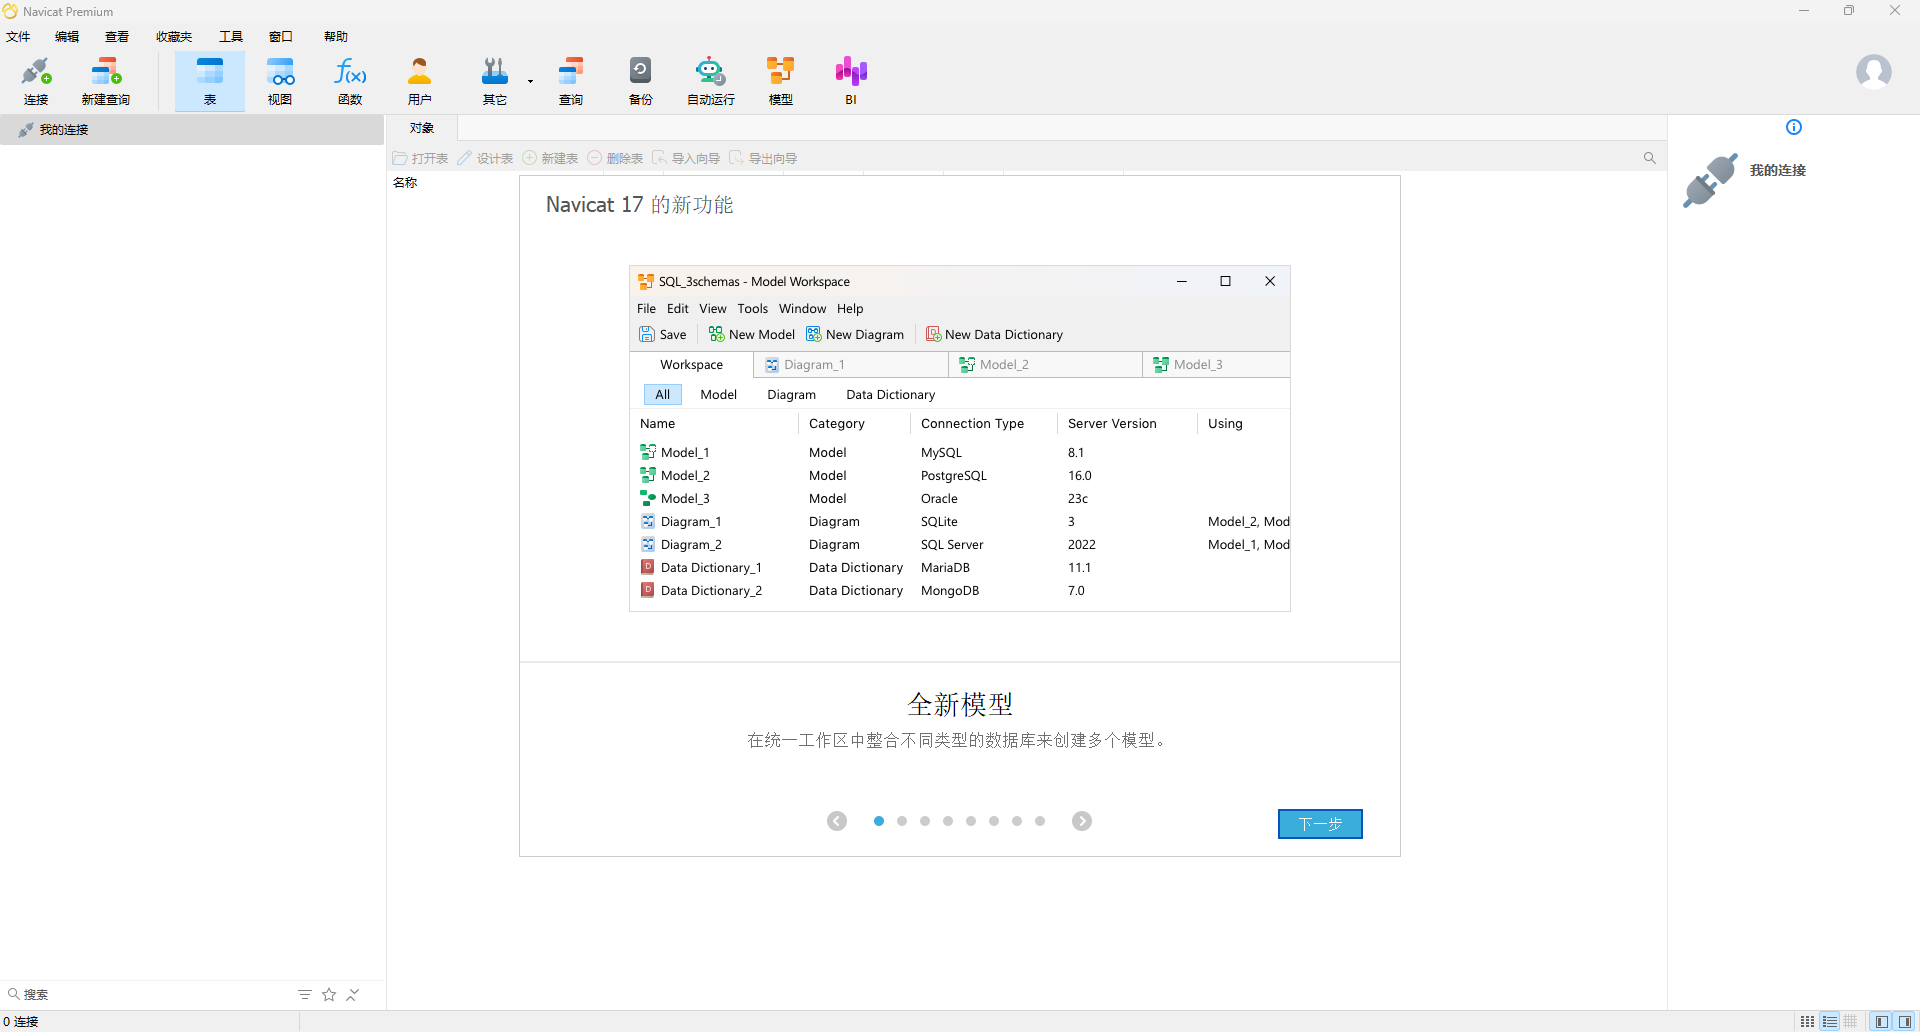 Navicat Premium
文件 编辑 查看 收藏夹 工具 窗口 帮助
连接 新建查询 表 视图 函数 用户 其它 查询 备份 自动运行 模型 BI
我的连接
对象
打开表 设计表 新建表 删除表 导入向导 导出向导
名称
我的连接
Navicat 17 的新功能
SQL_3schemas - Model Workspace
File Edit View Tools Window Help
Save New Model New Diagram New Data Dictionary
Workspace Diagram_1 Model_2 Model_3
All Model Diagram Data Dictionary
Name Category Connection Type Server Version Using
Model_1 Model MySQL 8.1
Model_2 Model PostgreSQL 16.0
Model_3 Model Oracle 23c
Diagram_1 Diagram SQLite 3 Model_2, Mod
Diagram_2 Diagram SQL Server 2022 Model_1, Mod
Data Dictionary_1 Data Dictionary MariaDB 11.1
Data Dictionary_2 Data Dictionary MongoDB 7.0
全新模型
在统一工作区中整合不同类型的数据库来创建多个模型。
下一步
搜索
0 连接